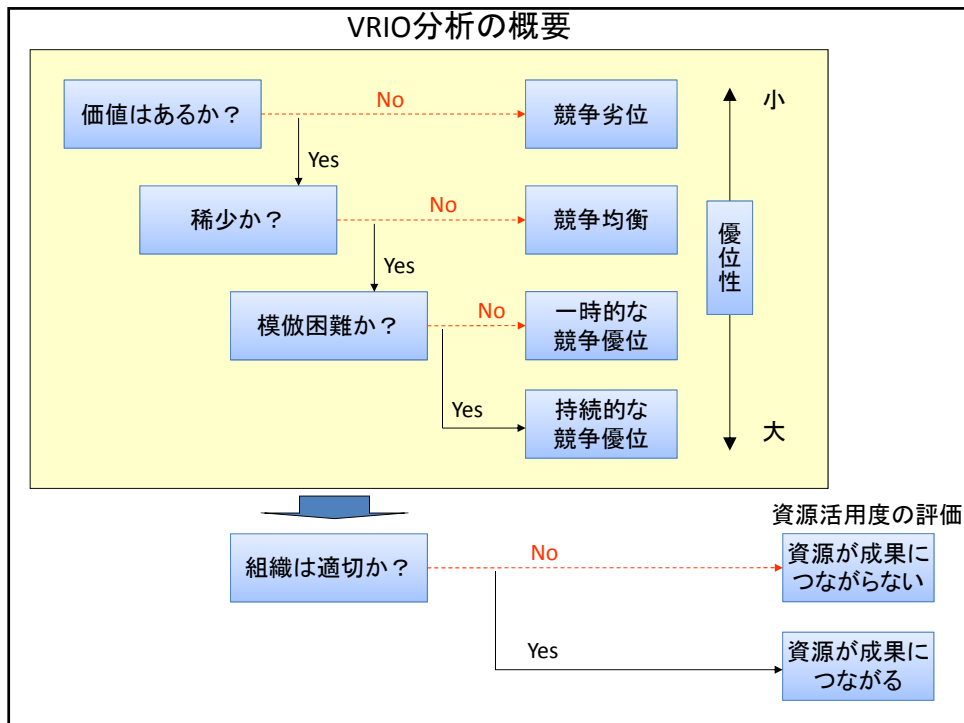 VRIO分析の概要
価値はあるか？
No
競争劣位
小
Yes
稀少か？
No
競争均衡
優位性
Yes
模倣困難か？
No
一時的な
競争優位
Yes
持続的な
競争優位
大
資源活用度の評価
組織は適切か？
No
資源が成果に
つながらない
Yes
資源が成果に
つながる